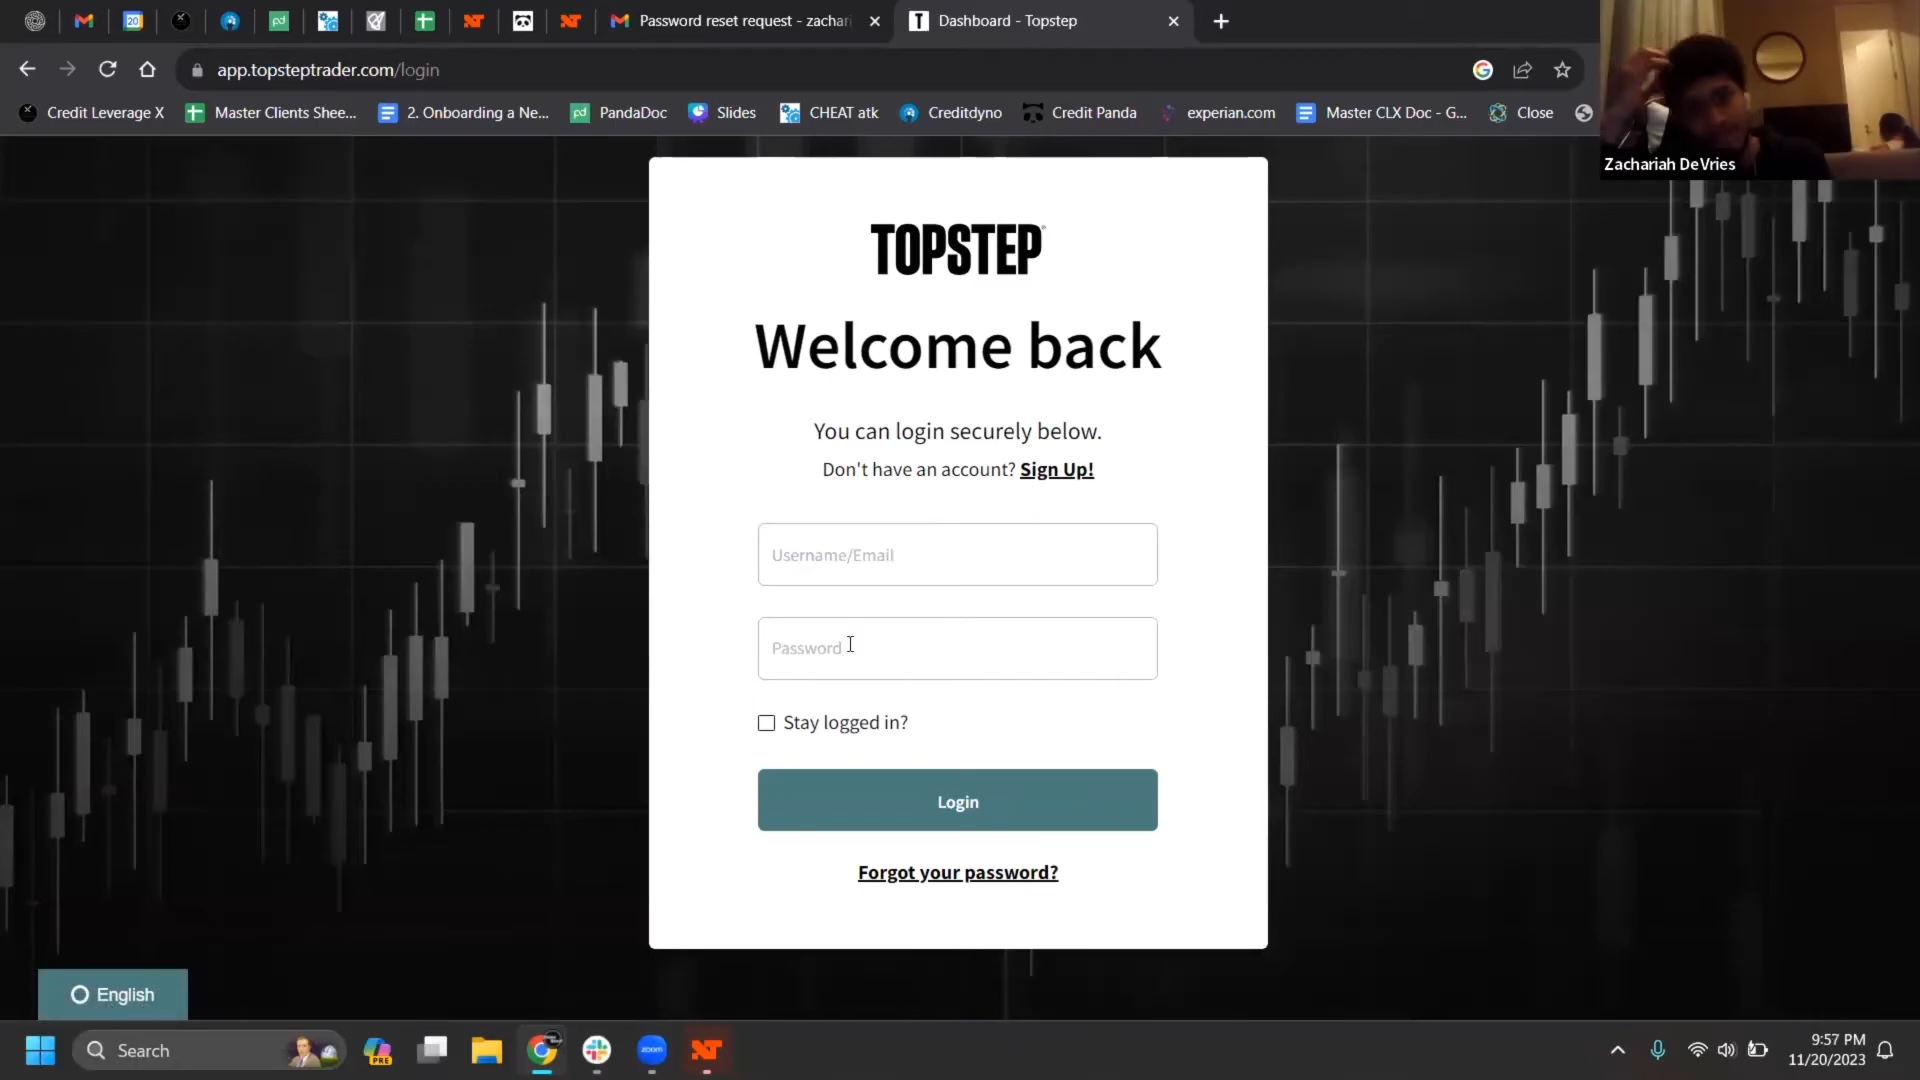 Password reset request - zachari
Dashboard - Topstep
app.topsteptrader.com/login
Credit Leverage X
Master Clients Shee...
2. Onboarding a Ne...
PandaDoc
Slides
CHEAT atk
Creditdyno
Credit Panda
experian.com
Master CLX Doc - G...
Close
Zachariah DeVries
TOPSTEP
Welcome back
You can login securely below.
Don't have an account? Sign Up!
Username/Email
Password
Stay logged in?
Login
Forgot your password?
English
Search
PRE
zoom
9:57 PM
11/20/2023